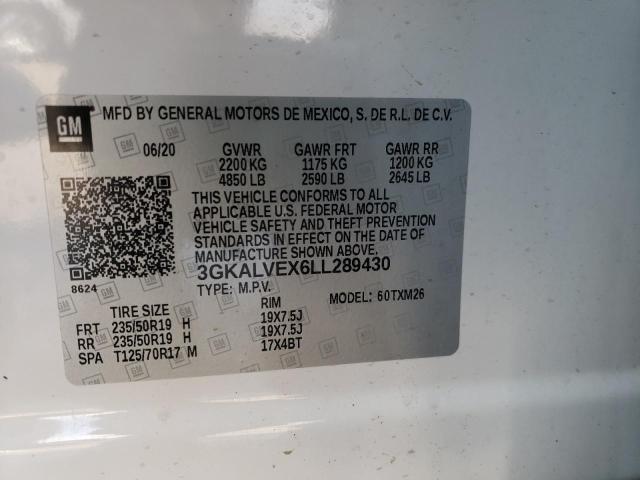 GM
MFD BY GENERAL MOTORS DE MEXICO, S. DE R.L. DE C.V.
06/20 GVWR GAWR FRT GAWR RR
2200 KG 1175 KG 1200 KG
4850 LB 2590 LB 2645 LB
THIS VEHICLE CONFORMS TO ALL
APPLICABLE U.S. FEDERAL MOTOR
VEHICLE SAFETY AND THEFT PREVENTION
STANDARDS IN EFFECT ON THE DATE OF
MANUFACTURE SHOWN ABOVE.
8624
3GKALVEX6LL289430
TYPE: M.P.V. MODEL: 60TXM26
TIRE SIZE RIM
FRT 235/50R19 H 19X7.5J
RR 235/50R19 H 19X7.5J
SPA T125/70R17 M 17X4BT